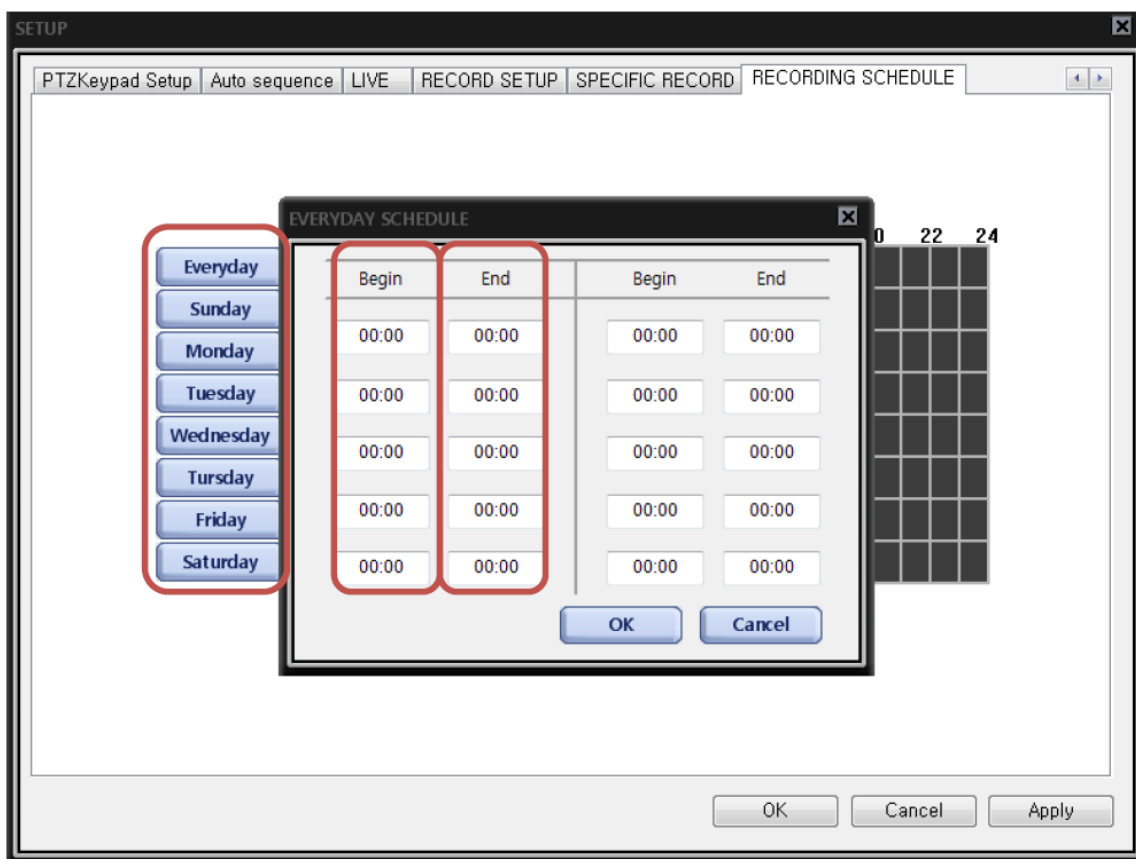 SETUP
PTZKeypad Setup Auto sequence LIVE RECORD SETUP SPECIFIC RECORD RECORDING SCHEDULE
EVERYDAY SCHEDULE
0 22 24
Everyday
Sunday
Monday
Tuesday
Wednesday
Tursday
Friday
Saturday
Begin End Begin End
00:00 00:00 00:00 00:00
00:00 00:00 00:00 00:00
00:00 00:00 00:00 00:00
00:00 00:00 00:00 00:00
00:00 00:00 00:00 00:00
OK Cancel
OK Cancel Apply